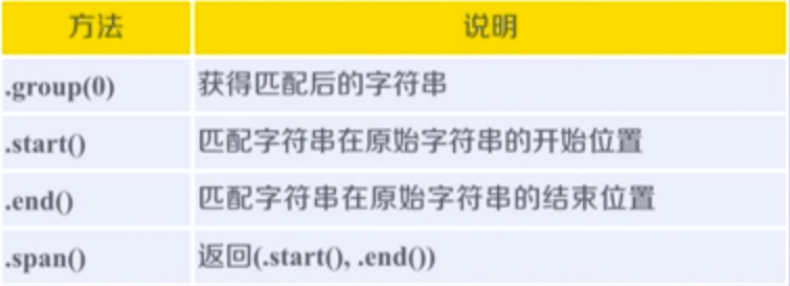 方法 说明
.group(0) 获得匹配后的字符串
.start() 匹配字符串在原始字符串的开始位置
.end() 匹配字符串在原始字符串的结束位置
.span() 返回(.start(), .end())